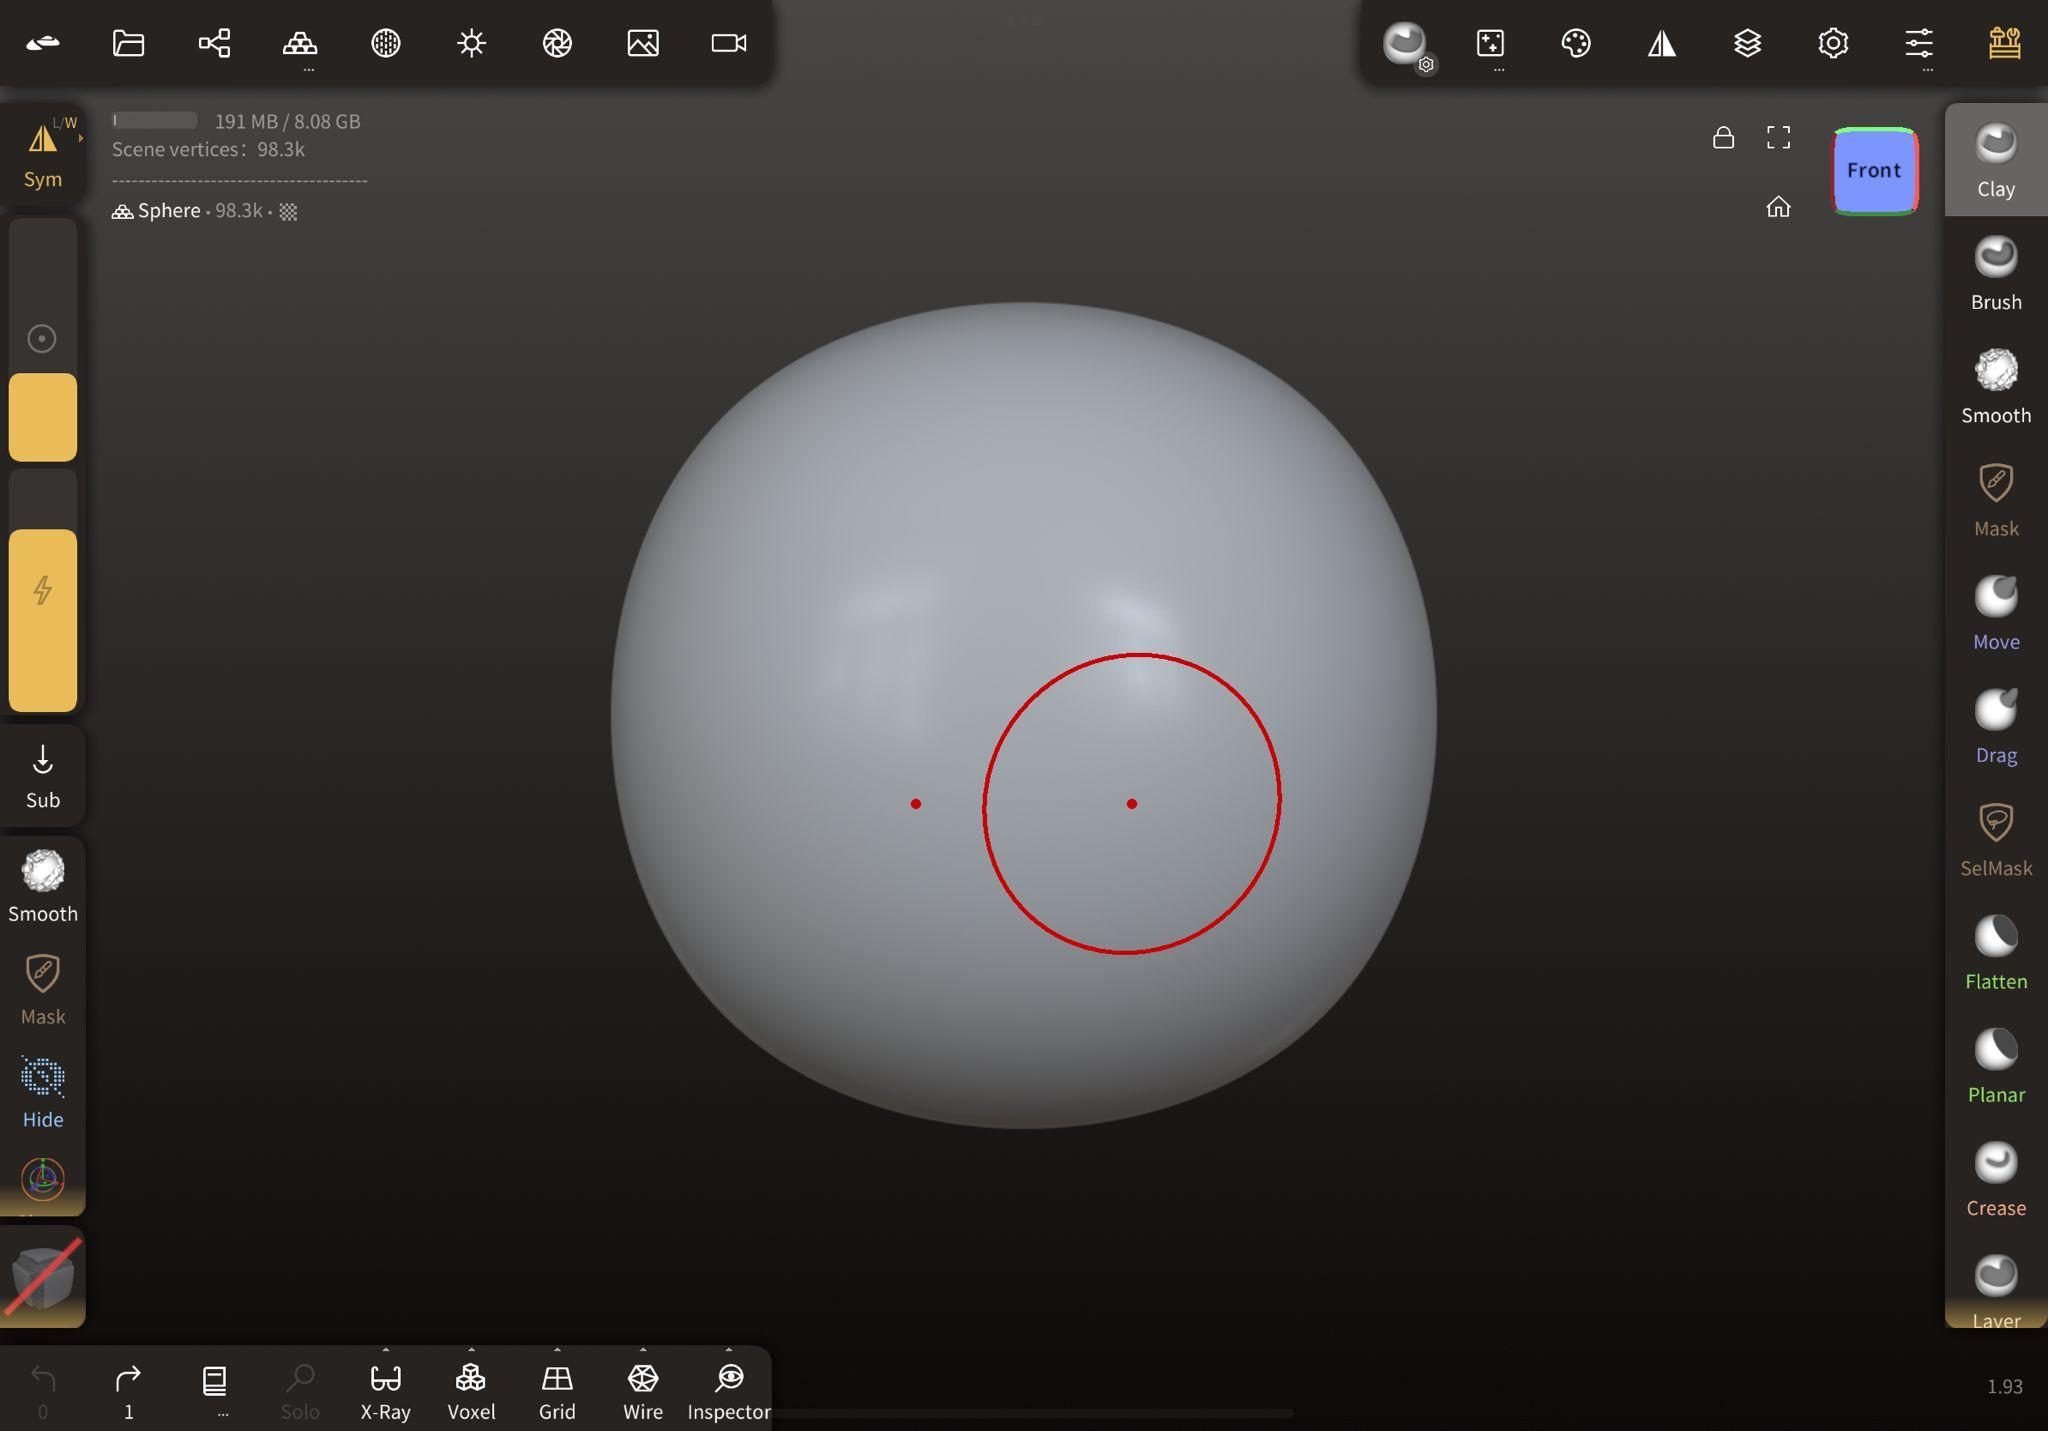 191 MB / 8.08 GB
Scene vertices: 98.3k
Sphere • 98.3k •
L/W
Sym
Sub
Smooth
Mask
Hide
Front
Clay
Brush
Smooth
Mask
Move
Drag
SelMask
Flatten
Planar
Crease
Layer
0
1
...
Solo
X-Ray
Voxel
Grid
Wire
Inspector
1.93